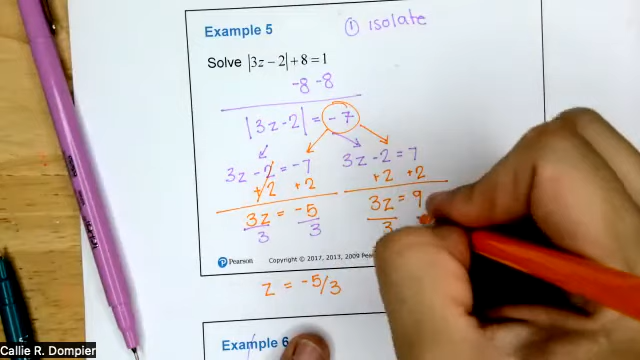 Example 5
① isolate
Solve |3z − 2| + 8 = 1
-8 -8
|3z-2| = -7
3z-2 = -7
3z-2 = 7
+2 +2
+2 +2
3z = -5
3z = 9
3 3
3
Pearson Copyright © 2017, 2013, 2009
z = -5/3
Example 6
Callie R. Dompier